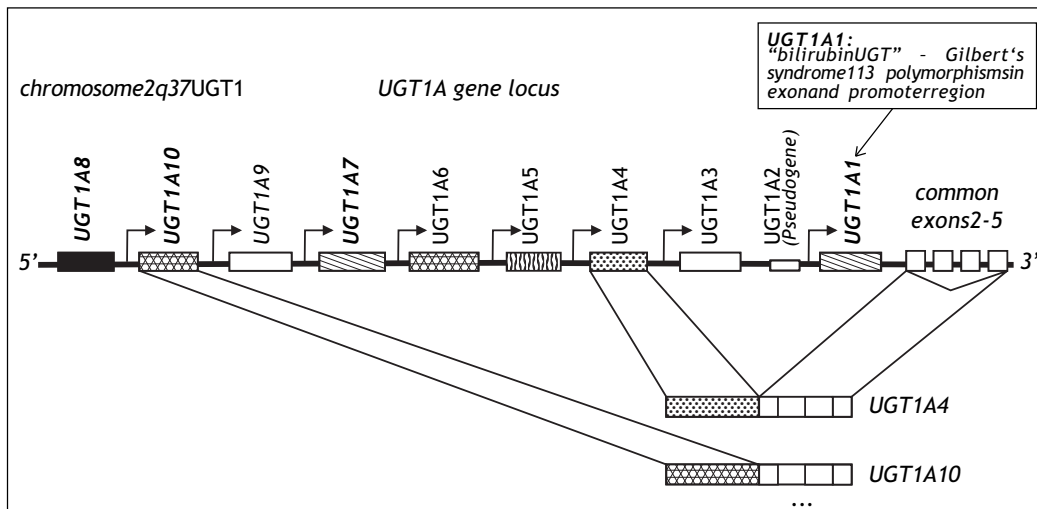 UGT1A1:
“bilirubinUGT” - Gilbert‘s
syndrome113 polymorphismsin
exonand promoterregion
chromosome2q37UGT1
UGT1A gene locus
UGT1A8
UGT1A10
UGT1A9
UGT1A7
UGT1A6
UGT1A5
UGT1A4
UGT1A3
UGT1A2
(Pseudogene)
UGT1A1
common
exons2-5
5’
3’
UGT1A4
UGT1A10
...